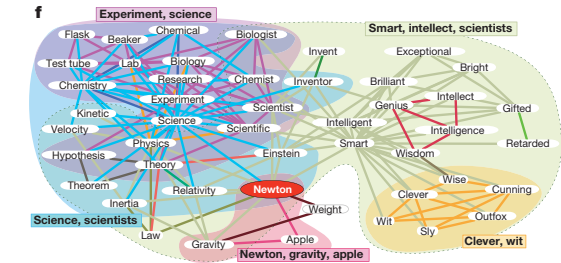 f
Experiment, science
Smart, intellect, scientists
Flask
Beaker
Chemical
Biologist
Invent
Exceptional
Test tube
Lab
Biology
Bright
Chemistry
Research
Chemist
Inventor
Brilliant
Experiment
Genius
Intellect
Kinetic
Science
Scientist
Gifted
Velocity
Scientific
Intelligent
Intelligence
Physics
Smart
Retarded
Hypothesis
Theory
Einstein
Wisdom
Theorem
Relativity
Newton
Wise
Clever
Cunning
Inertia
Weight
Science, scientists
Wit
Outfox
Law
Gravity
Apple
Sly
Clever, wit
Newton, gravity, apple